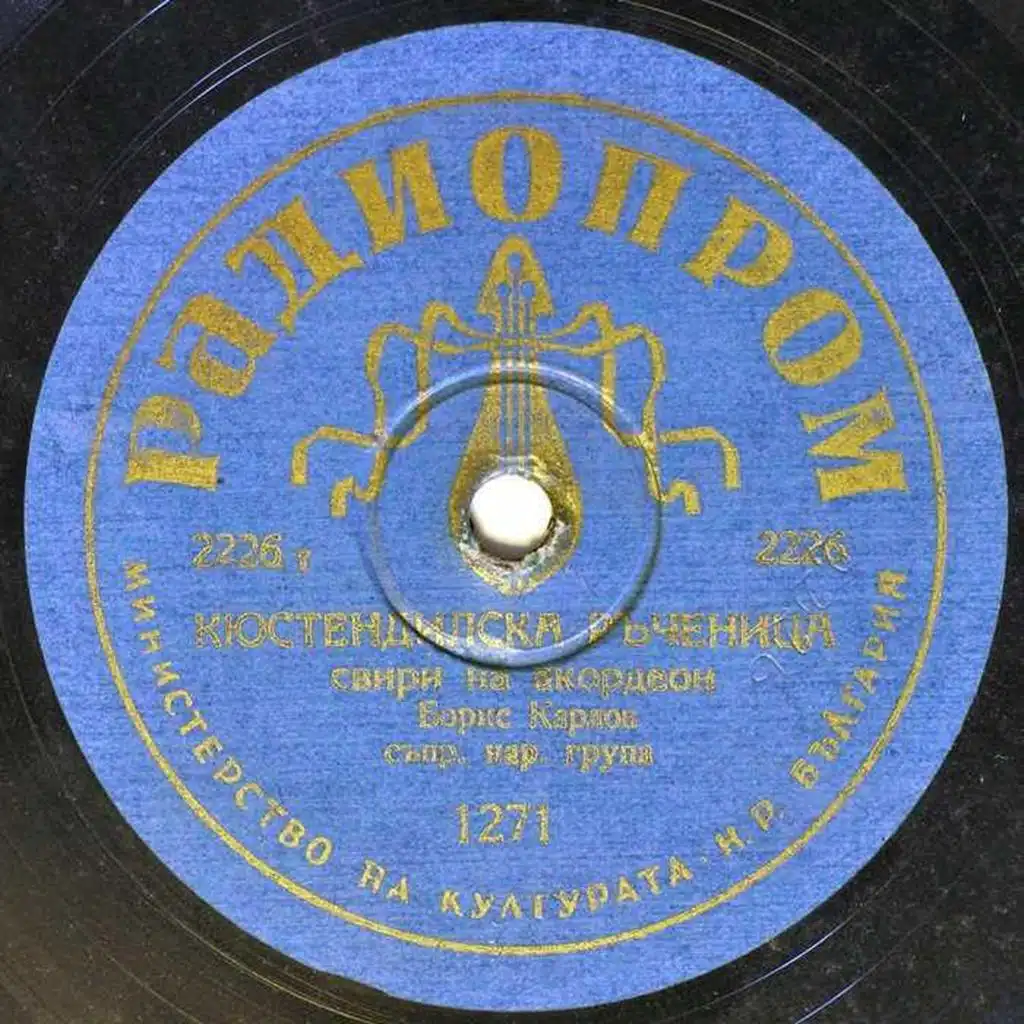 РАДИОПРОМ
2226 т 2226
КЮСТЕНДИЛСКА РЪЧЕНИЦА
свири на акордеон
Борис Карлов
съпр. нар. група
1271
МИНИСТЕРСТВО НА КУЛТУРАТА · Н. Р. БЪЛГАРИЯ